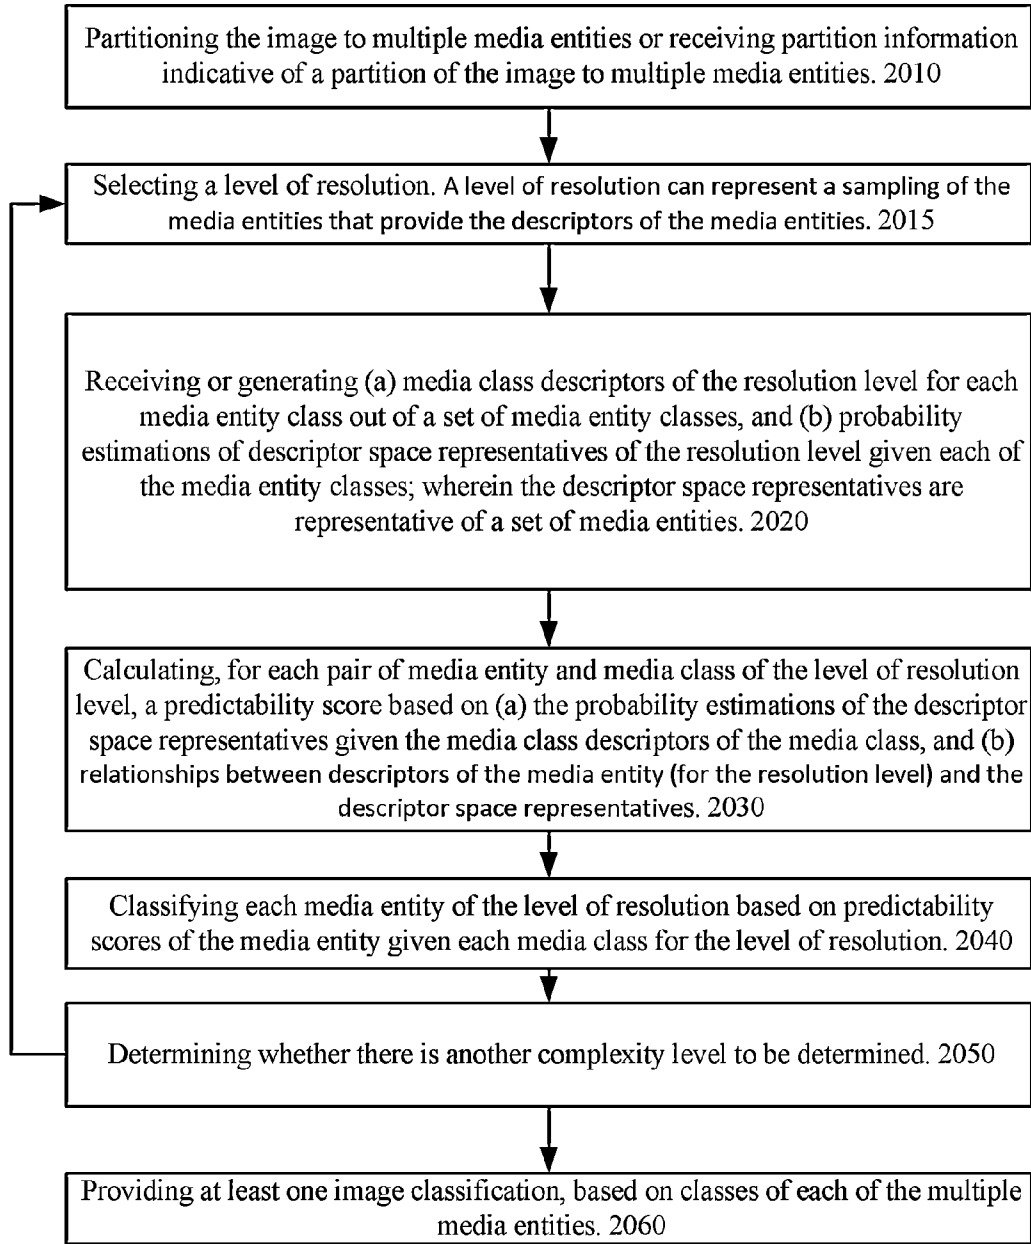 Partitioning the image to multiple media entities or receiving partition information
indicative of a partition of the image to multiple media entities. 2010
Selecting a level of resolution. A level of resolution can represent a sampling of the
media entities that provide the descriptors of the media entities. 2015
Receiving or generating (a) media class descriptors of the resolution level for each
media entity class out of a set of media entity classes, and (b) probability
estimations of descriptor space representatives of the resolution level given each of
the media entity classes; wherein the descriptor space representatives are
representative of a set of media entities. 2020
Calculating, for each pair of media entity and media class of the level of resolution
level, a predictability score based on (a) the probability estimations of the descriptor
space representatives given the media class descriptors of the media class, and (b)
relationships between descriptors of the media entity (for the resolution level) and the
descriptor space representatives. 2030
Classifying each media entity of the level of resolution based on predictability
scores of the media entity given each media class for the level of resolution. 2040
Determining whether there is another complexity level to be determined. 2050
Providing at least one image classification, based on classes of each of the multiple
media entities. 2060